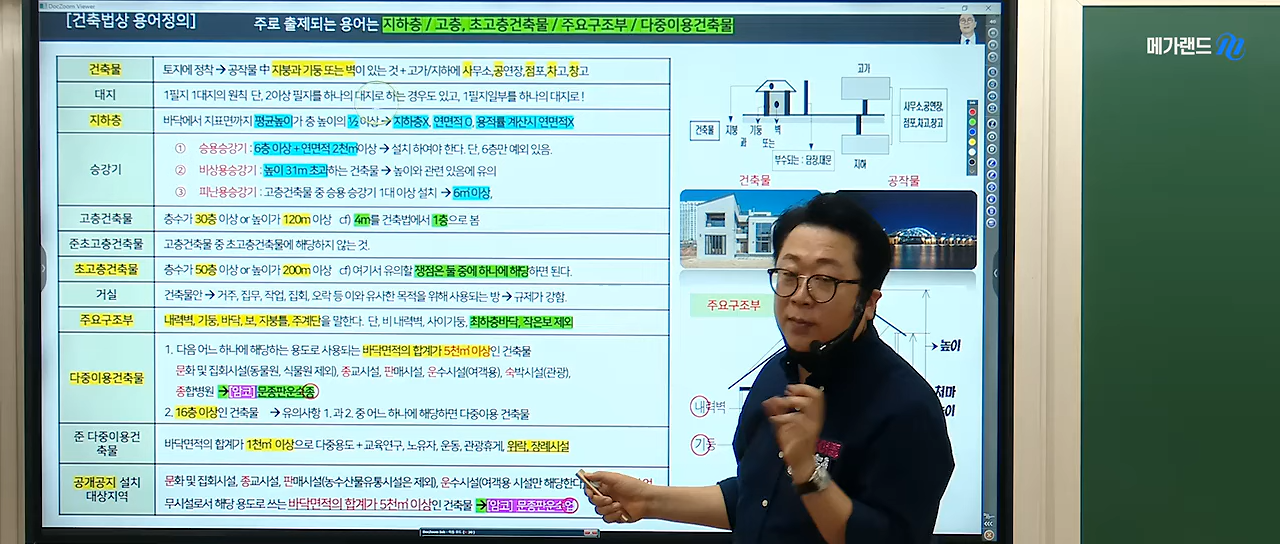 DocZoom Viewer
[건축법상 용어정의]
주로 출제되는 용어는 지하층 / 고층, 초고층건축물 / 주요구조부 / 다중이용건축물
메가랜드
건축물
토지에 정착 → 공작물 中 지붕과 기둥 또는 벽이 있는 것 + 고가/지하에 사무소,공연장,점포,차고,창고
대지
1필지 1대지의 원칙 단, 2이상 필지를 하나의 대지로 하는 경우도 있고, 1필지일부를 하나의 대지로 !
지하층
바닥에서 지표면까지 평균높이가 층 높이의 ½ 이상 → 지하층X, 연면적 O, 용적률 계산시 연면적X
승강기
① 승용승강기 : 6층 이상 + 연면적 2천㎡이상 → 설치 하여야 한다. 단, 6층만 예외 있음.
② 비상용승강기 : 높이 31m 초과하는 건축물 → 높이와 관련 있음에 유의
③ 피난용승강기 : 고층건축물 중 승용 승강기 1대 이상 설치 → 6㎡이상,
고층건축물
층수가 30층 이상 or 높이가 120m 이상 cf) 4m를 건축법에서 1층으로 봄
준초고층건축물
고층건축물 중 초고층건축물에 해당하지 않는 것.
초고층건축물
층수가 50층 이상 or 높이가 200m 이상 cf) 여기서 유의할 쟁점은 둘 중에 하나에 해당하면 된다.
거실
건축물안 → 거주, 집무, 작업, 집회, 오락 등 이와 유사한 목적을 위해 사용되는 방 → 규제가 강함.
주요구조부
내력벽, 기둥, 바닥, 보, 지붕틀, 주계단을 말한다. 단, 비 내력벽, 사이기둥, 최하층바닥, 작은보 제외
다중이용건축물
1. 다음 어느 하나에 해당하는 용도로 사용되는 바닥면적의 합계가 5천㎡ 이상인 건축물
문화 및 집회시설(동물원, 식물원 제외), 종교시설, 판매시설, 운수시설(여객용), 숙박시설(관광),
종합병원 → [암코] 문종판운숙종
2. 16층 이상인 건축물 → 유의사항 1. 과 2. 중 어느 하나에 해당하면 다중이용 건축물
준 다중이용건축물
바닥면적의 합계가 1천㎡ 이상으로 다중용도 + 교육연구, 노유자, 운동, 관광휴게, 위락, 장례시설
공개공지 설치
대상지역
문화 및 집회시설, 종교시설, 판매시설(농수산물유통시설은 제외), 운수시설(여객용 시설만 해당한다
무시설로서 해당 용도로 쓰는 바닥면적의 합계가 5천㎡ 이상인 건축물 → [암코] 문종판운숙업
고가
건축물
지붕 기둥 벽
과 또는
부수되는 : 담장,대문
사무소,공연장,
점포,차고,창고
지하
건축물
공작물
주요구조부
높이
처마
내력벽
기둥